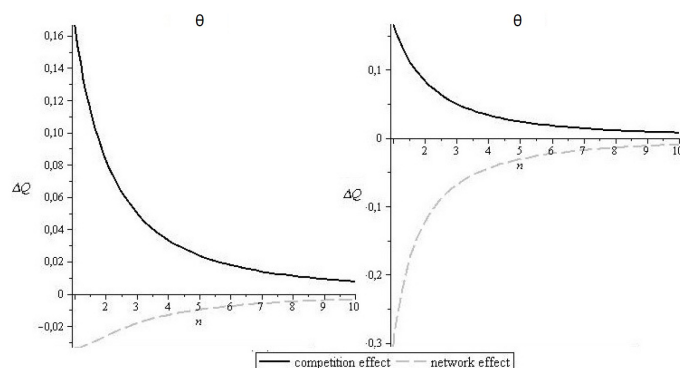 θ
0,16
0,14
0,12
0,10
0,08
ΔQ
0,06
0,04
0,02
0
2 3 4 5 6 7 8 9 10
n
−0,02
θ
0,1
0
2 3 4 5 6 7 8 9 10
n
ΔQ
-0,1
-0,2
-0,3
competition effect network effect